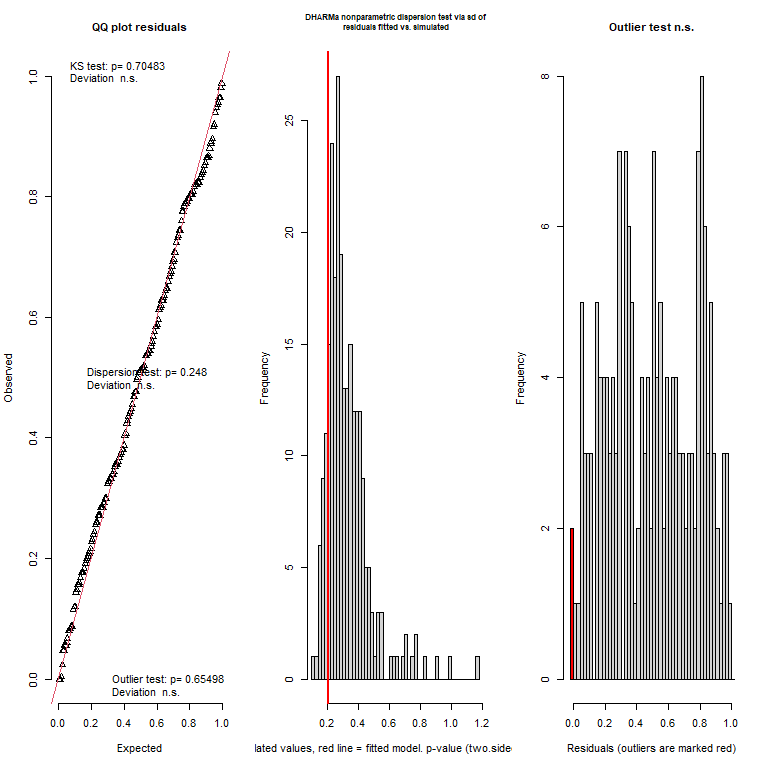 QQ plot residuals
KS test: p= 0.70483
Deviation n.s.
Dispersion test: p= 0.248
Deviation n.s.
Outlier test: p= 0.65498
Deviation n.s.
Observed
0.0
0.2
0.4
0.6
0.8
1.0
0.0 0.2 0.4 0.6 0.8 1.0
Expected
DHARMa nonparametric dispersion test via sd of
residuals fitted vs. simulated
Frequency
0
5
10
15
20
25
0.2 0.4 0.6 0.8 1.0 1.2
lated values, red line = fitted model. p-value (two.side
Outlier test n.s.
Frequency
0
2
4
6
8
0.0 0.2 0.4 0.6 0.8 1.0
Residuals (outliers are marked red)